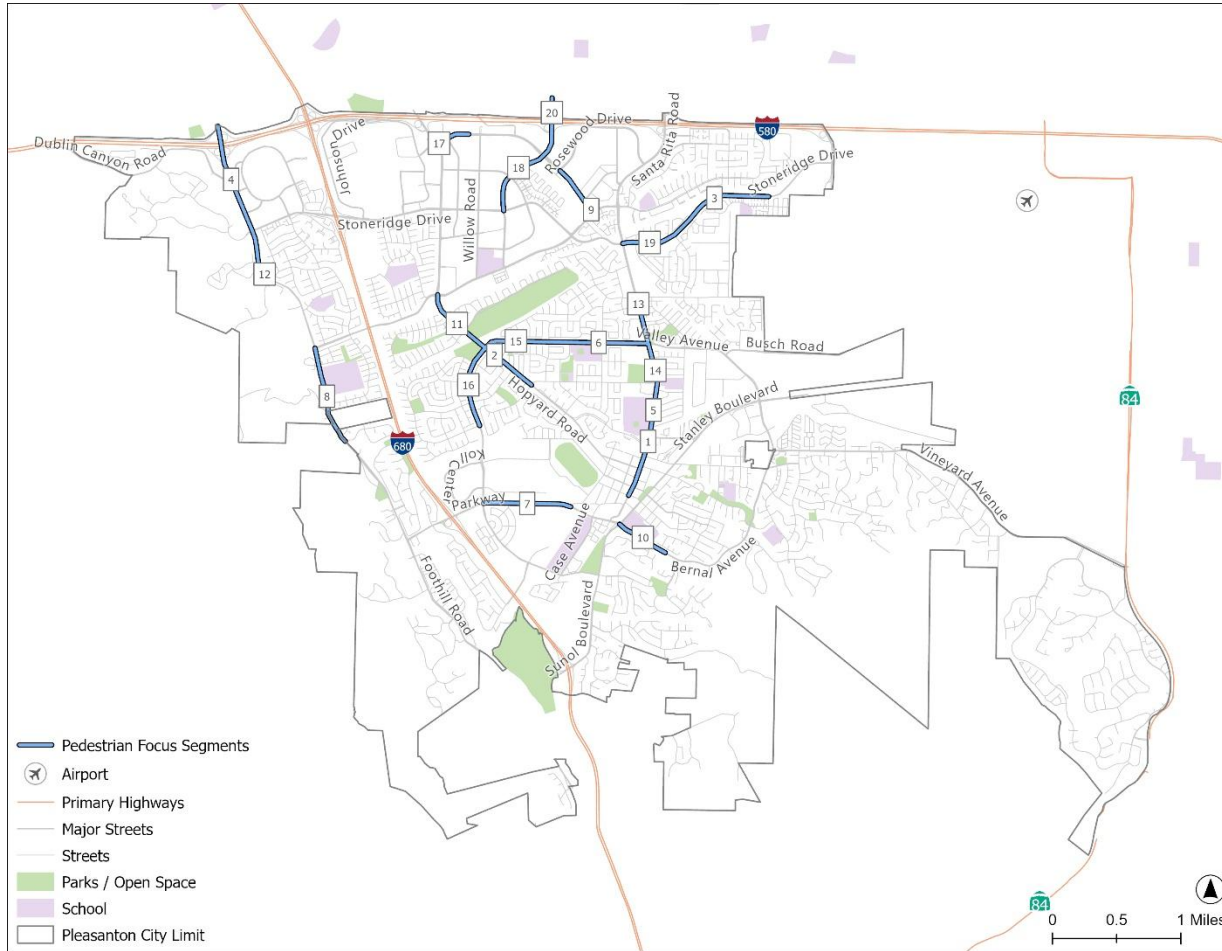 20
580
Rosewood Drive
Santa Rita Road
Johnson Drive
17
Dublin Canyon Road
18
4
Stoneridge Drive
3
9
Willow Road
Stoneridge Drive
19
12
13
11
Valley Avenue
Busch Road
15
6
2
14
16
8
Hopyard Road
5
84
Stanley Boulevard
1
680
Koll Center
Parkway
Vineyard Avenue
7
Case Avenue
10
Bernal Avenue
Foothill Road
Sunol Boulevard
Pedestrian Focus Segments
Airport
Primary Highways
Major Streets
Streets
Parks / Open Space
School
Pleasanton City Limit
84
0 0.5 1 Miles